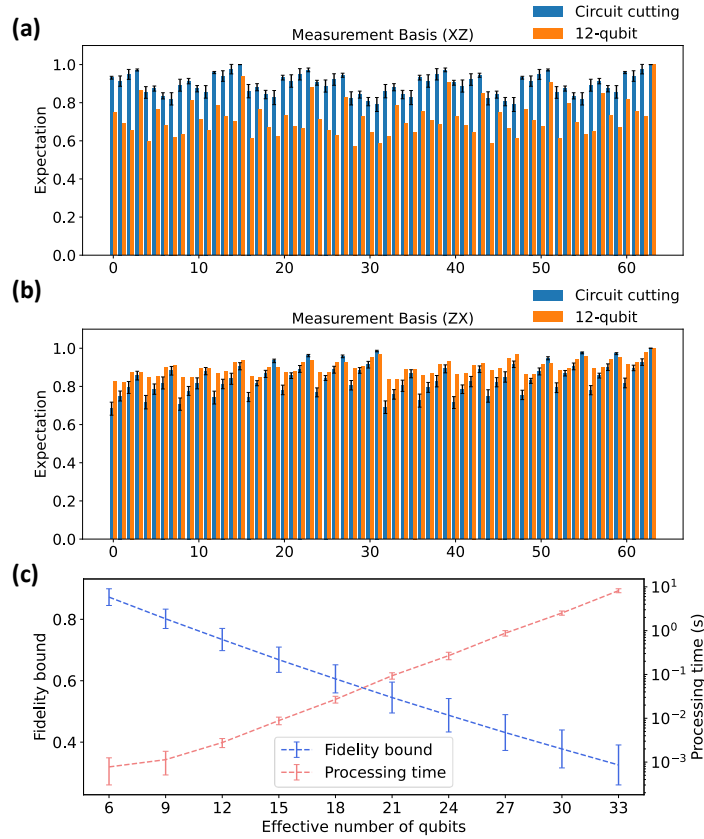 (a)
Measurement Basis (XZ)
Circuit cutting
12-qubit
Expectation
1.0
0.8
0.6
0.4
0.2
0.0
0 10 20 30 40 50 60
(b)
Measurement Basis (ZX)
Circuit cutting
12-qubit
Expectation
1.0
0.8
0.6
0.4
0.2
0.0
0 10 20 30 40 50 60
(c)
Fidelity bound
0.8
0.6
0.4
Fidelity bound
Processing time
10¹
10⁰
10⁻¹
10⁻²
10⁻³
Processing time (s)
6 9 12 15 18 21 24 27 30 33
Effective number of qubits